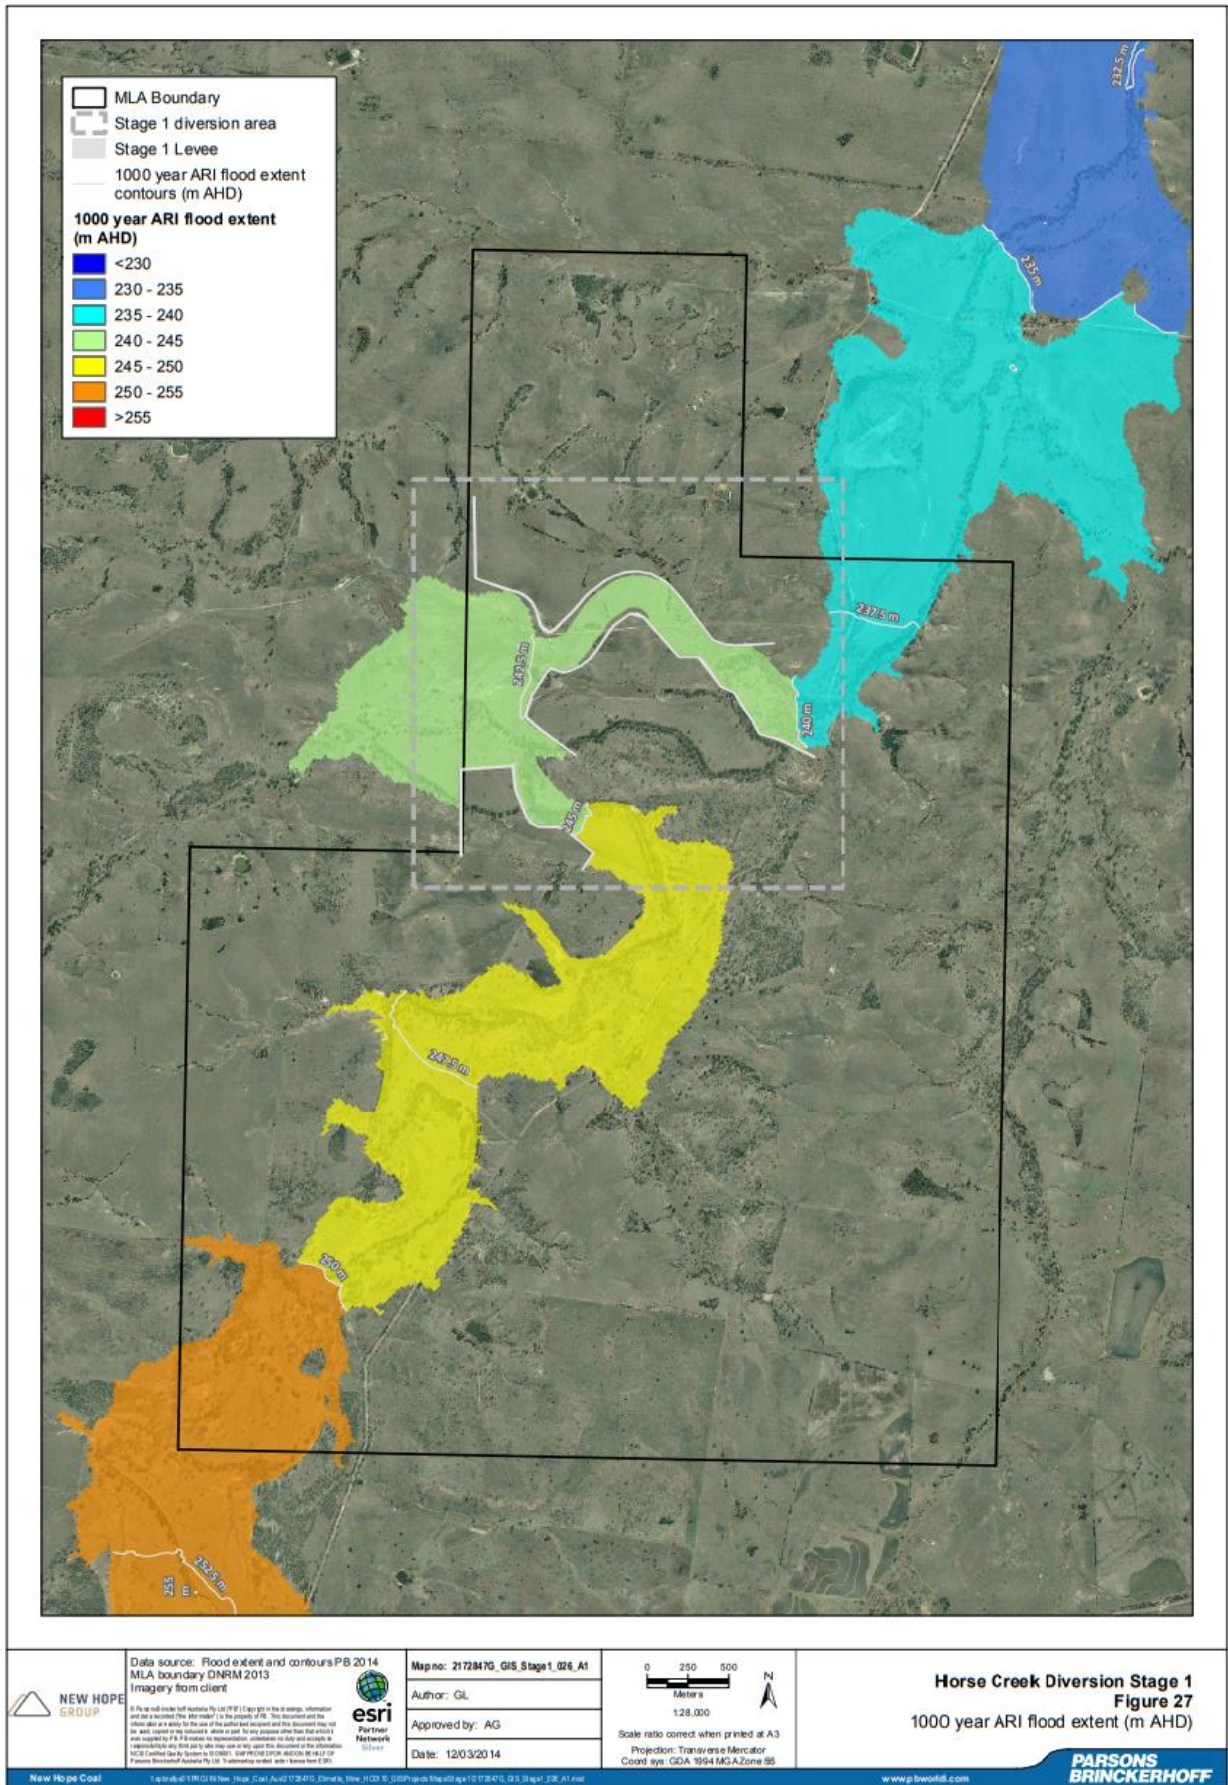 MLA Boundary
Stage 1 diversion area
Stage 1 Levee
1000 year ARI flood extent
contours (m AHD)
1000 year ARI flood extent
(m AHD)
<230
230 - 235
235 - 240
240 - 245
245 - 250
250 - 255
>255
232.5 m
235 m
237.5 m
242.5 m
240 m
245 m
247.5 m
250 m
252.5 m
255
m
NEW HOPE
GROUP
Data source: Flood extent and contours PB 2014
MLA boundary DNRM 2013
Imagery from client
esri
Partner
Network
Silver
Map no: 2172847G_GIS_Stage1_026_A1
Author: GL
Approved by: AG
Date: 12/03/2014
0 250 500
Meters
N
1:28,000
Scale ratio correct when printed at A3
Projection: Transverse Mercator
Coord sys: GDA 1994 MGA Zone 55
Horse Creek Diversion Stage 1
Figure 27
1000 year ARI flood extent (m AHD)
New Hope Coal
www.pbworld.com
PARSONS
BRINCKERHOFF